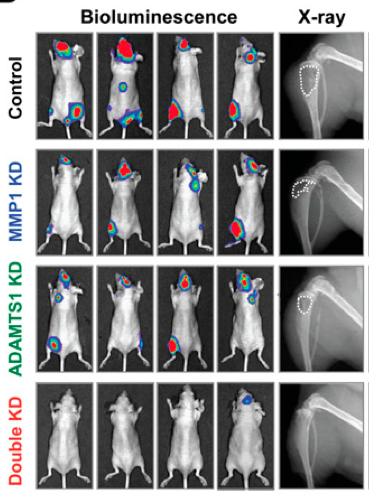 Bioluminescence X-ray
Control
MMP1 KD
ADAMTS1 KD
Double KD